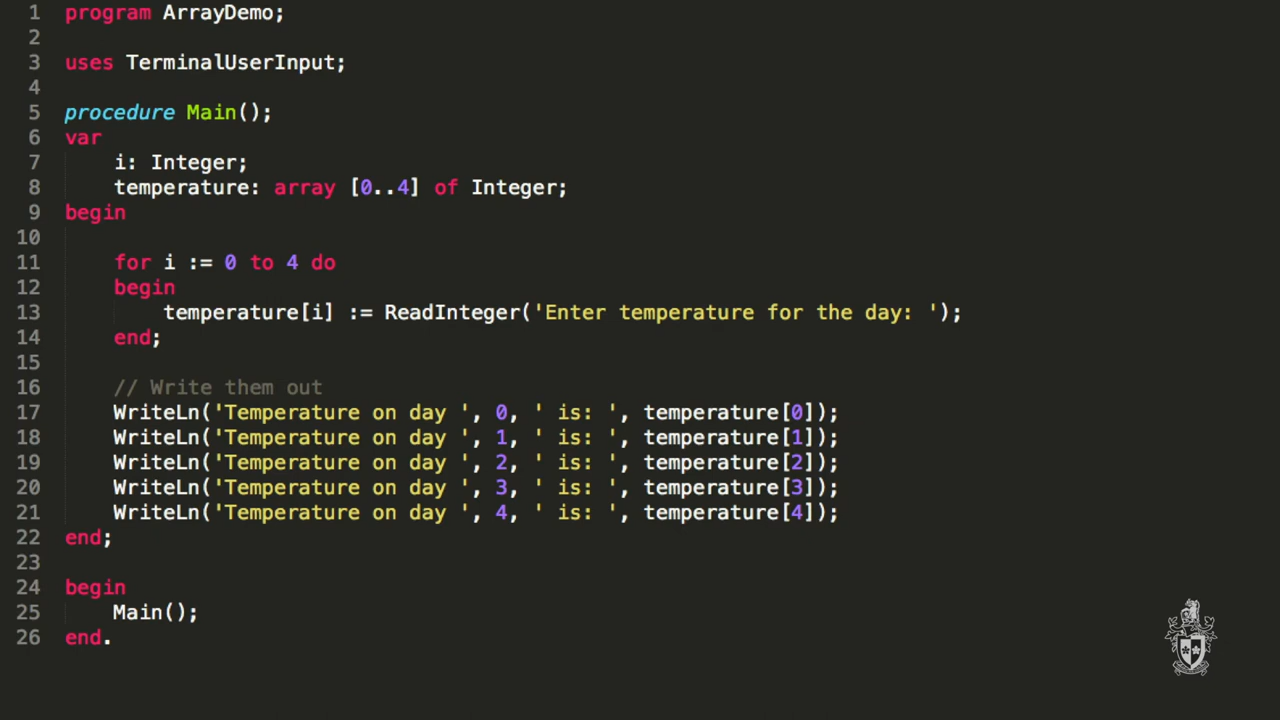 1 program ArrayDemo;
2
3 uses TerminalUserInput;
4
5 procedure Main();
6 var
7 i: Integer;
8 temperature: array [0..4] of Integer;
9 begin
10
11 for i := 0 to 4 do
12 begin
13 temperature[i] := ReadInteger('Enter temperature for the day: ');
14 end;
15
16 // Write them out
17 WriteLn('Temperature on day ', 0, ' is: ', temperature[0]);
18 WriteLn('Temperature on day ', 1, ' is: ', temperature[1]);
19 WriteLn('Temperature on day ', 2, ' is: ', temperature[2]);
20 WriteLn('Temperature on day ', 3, ' is: ', temperature[3]);
21 WriteLn('Temperature on day ', 4, ' is: ', temperature[4]);
22 end;
23
24 begin
25 Main();
26 end.